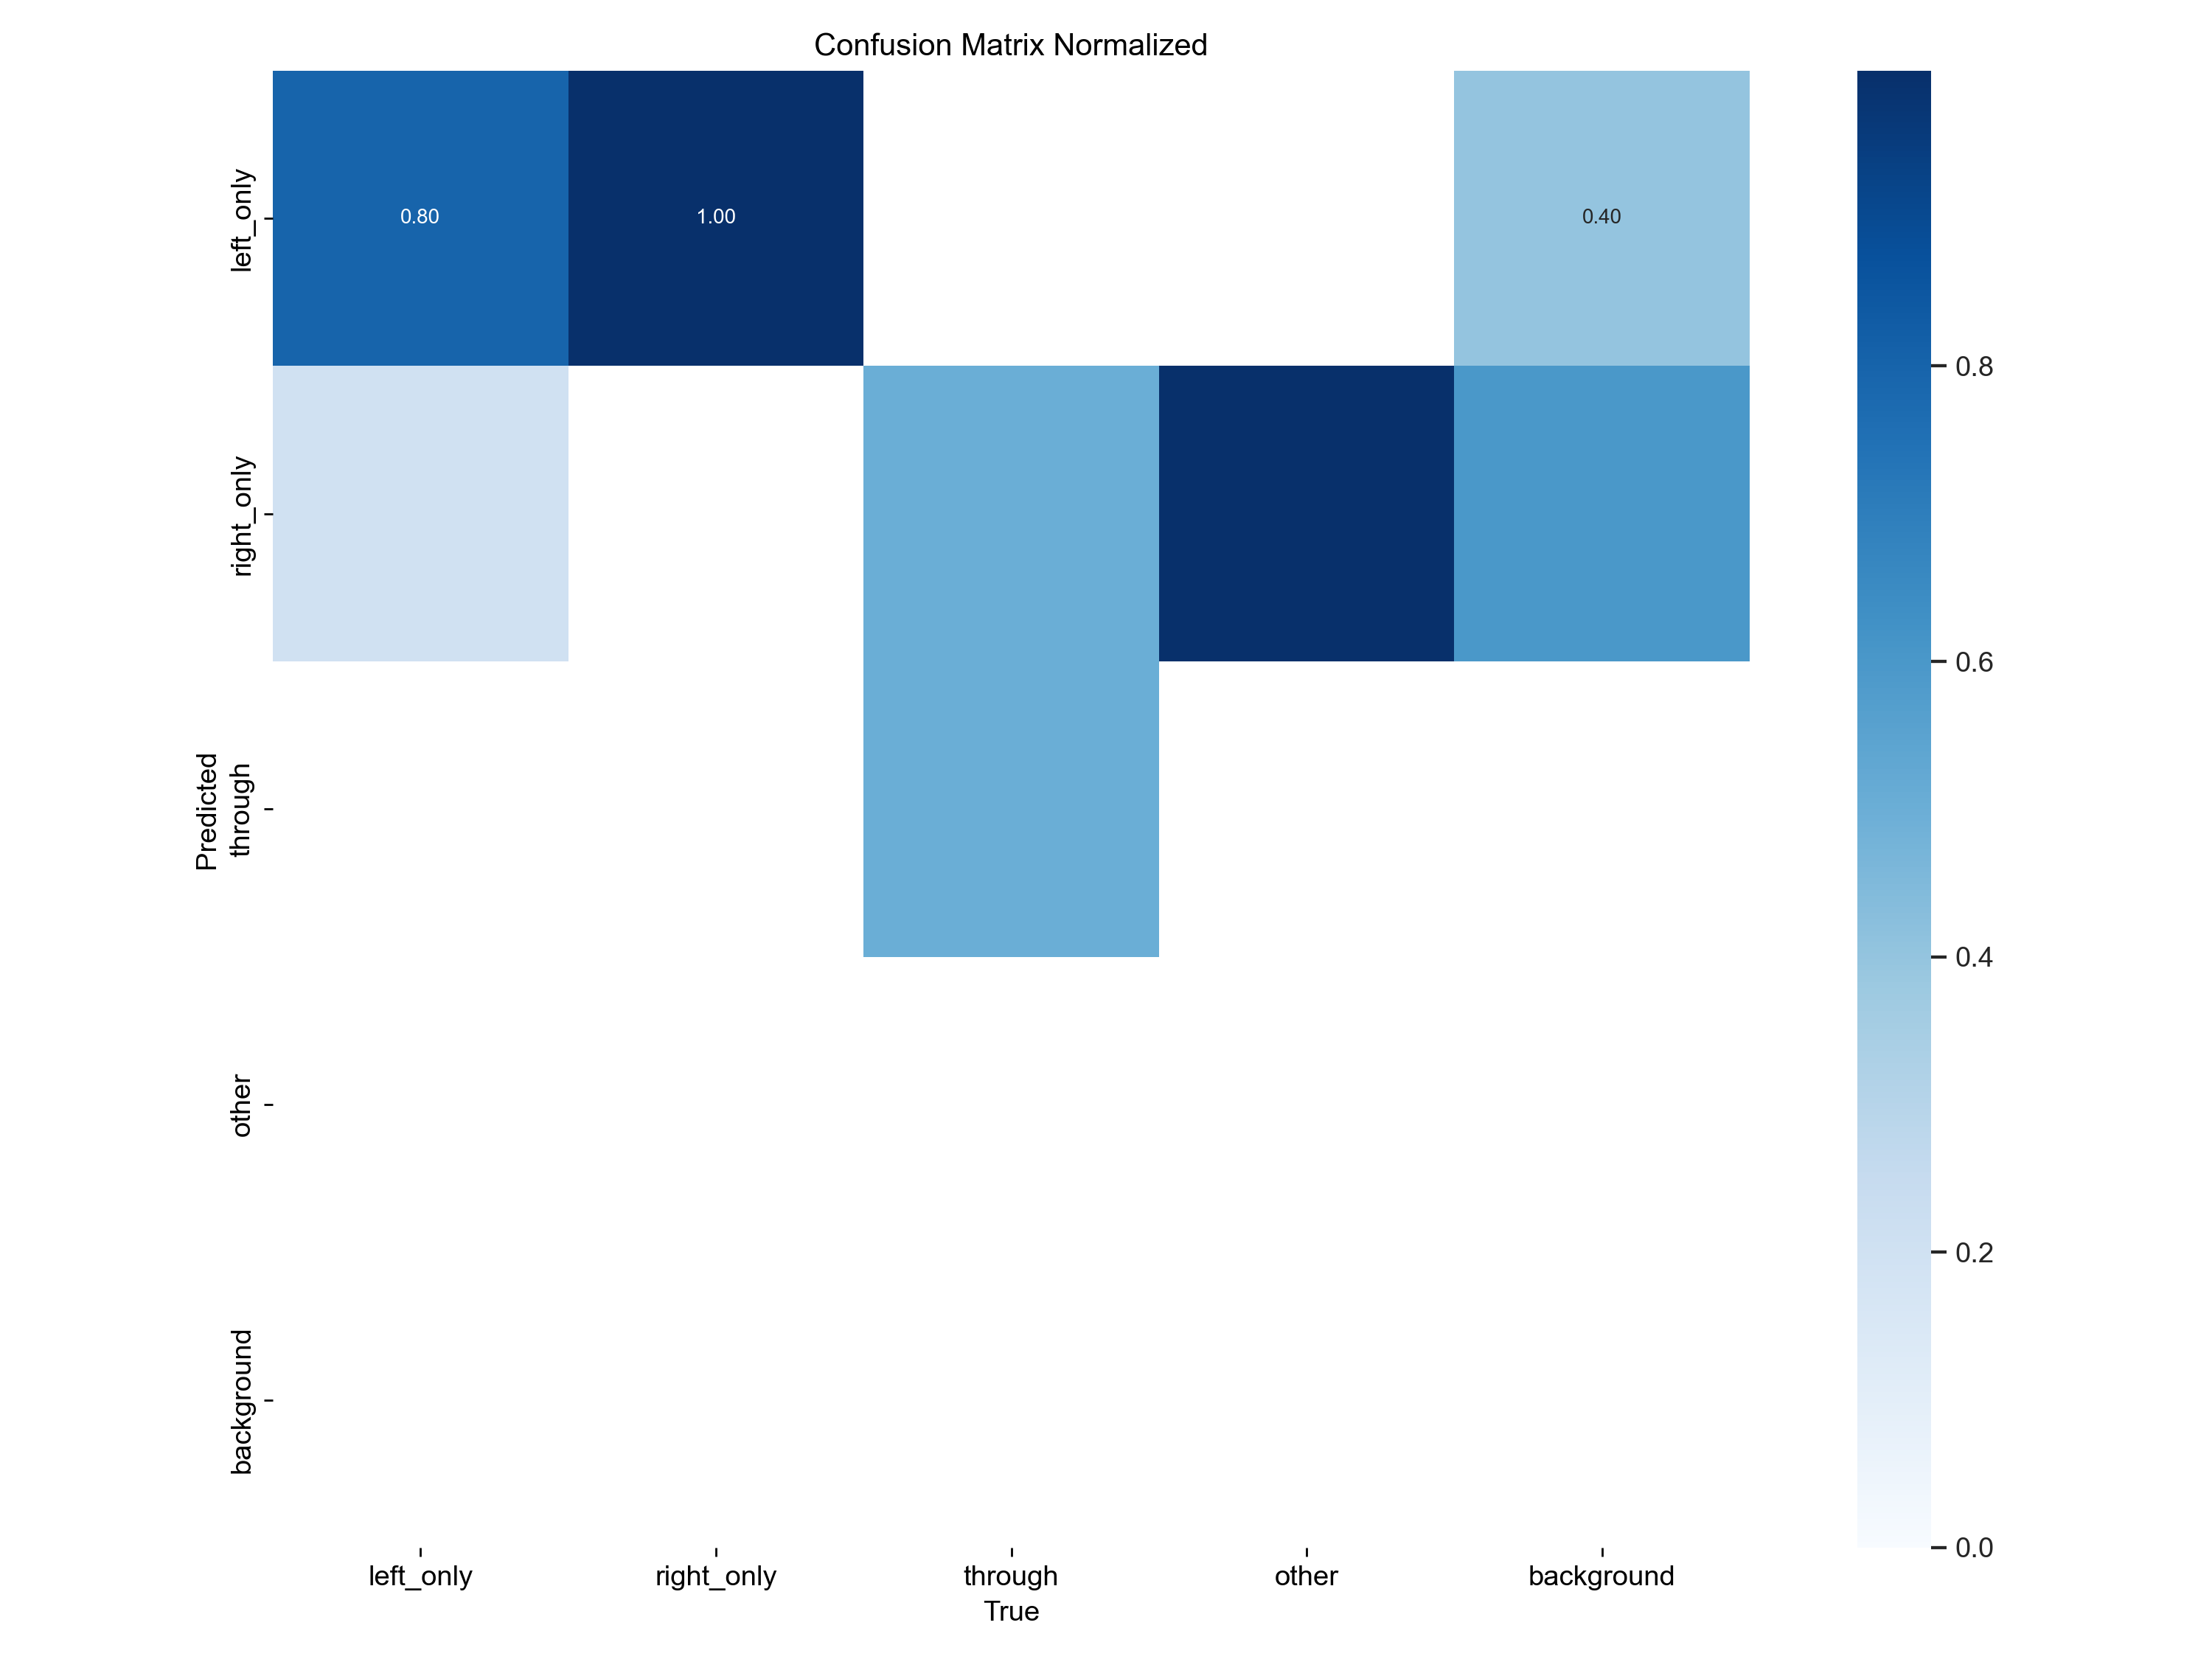 Confusion Matrix Normalized
left_only
0.80
1.00
0.40
right_only
Predicted
through
other
background
left_only
right_only
through
other
background
True
0.8
0.6
0.4
0.2
0.0